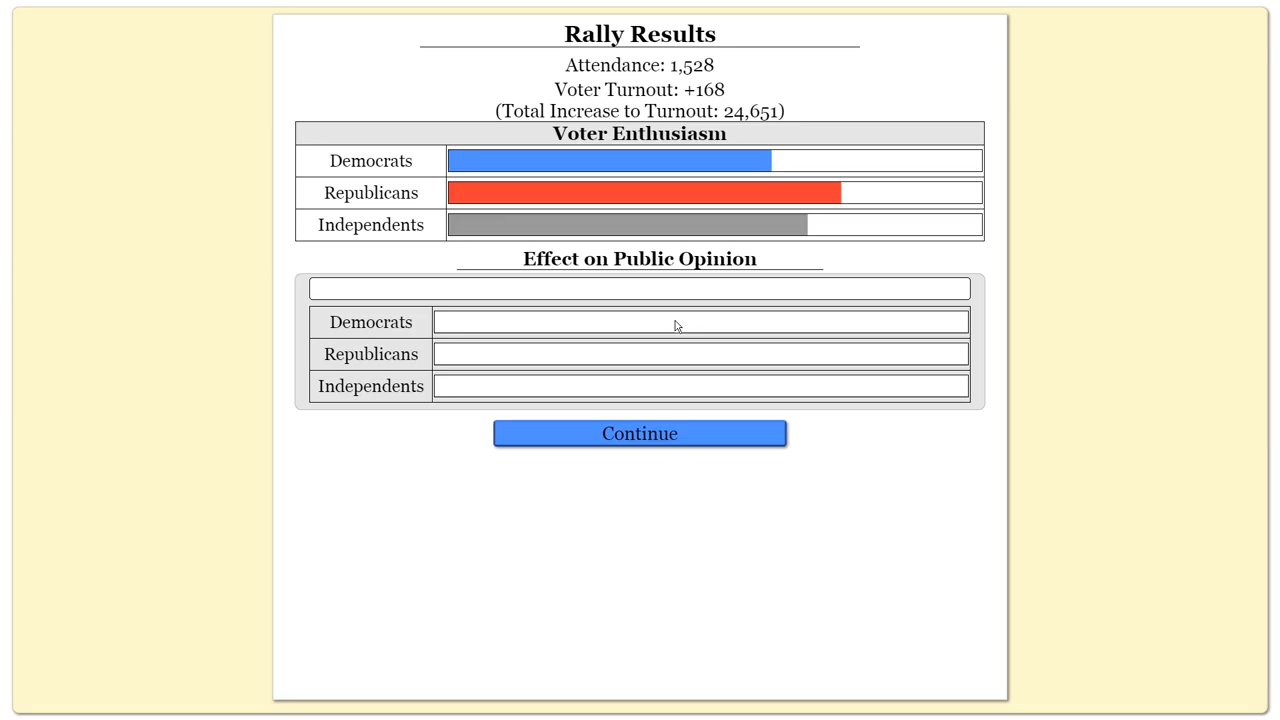 Rally Results
Attendance: 1,528
Voter Turnout: +168
(Total Increase to Turnout: 24,651)
Voter Enthusiasm
Democrats
Republicans
Independents
Effect on Public Opinion
Democrats
Republicans
Independents
Continue